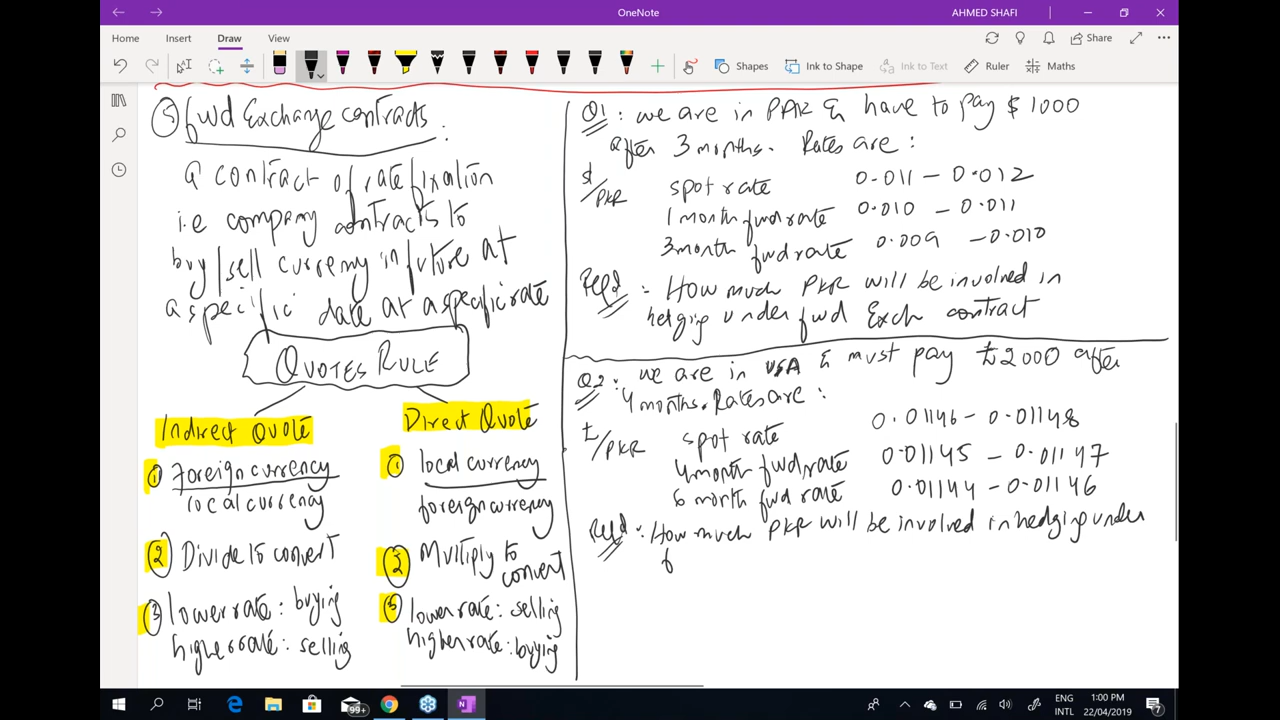 OneNote
AHMED SHAFI
Home Insert Draw View
Share
Shapes
Ink to Shape
Ink to Text
Ruler
Maths
③ fwd Exchange contracts :
a contract of rate fixation
i.e company contracts to
buy/sell currency in future at
a specific date at a specific rate
QUOTES RULE
Indirect Quote
① Foreign currency
local currency
② Divide to convert
③ lower rate : buying
higher rate : selling
Direct Quote
① local currency
foreign currency
② Multiply to
convert
③ lower rate : selling
higher rate : buying
Q1 : we are in PAK & have to pay $ 1000
after 3 months. Rates are :
$/PKR spot rate 0.011 – 0.012
1 month fwd rate 0.010 – 0.011
3 month fwd rate 0.009 – 0.010
Req'd : How much PKR will be involved in
hedging under fwd Exch contract
Q2 : we are in USA & must pay £2000 after
4 months. Rates are :
£/PKR spot rate 0.01146 – 0.01148
4 month fwd rate 0.01145 – 0.01147
6 month fwd rate 0.01144 – 0.01146
Req'd : How much PKR will be involved in hedging under
f
99+
ENG
INTL
1:00 PM
22/04/2019
7